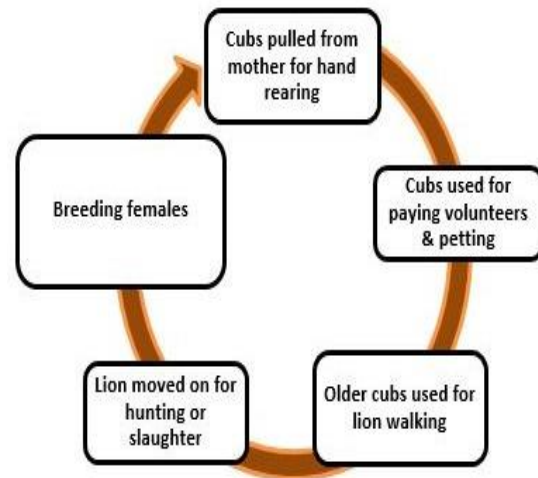 Cubs pulled from
mother for hand
rearing
Cubs used for
paying volunteers
& petting
Older cubs used for
lion walking
Lion moved on for
hunting or
slaughter
Breeding females